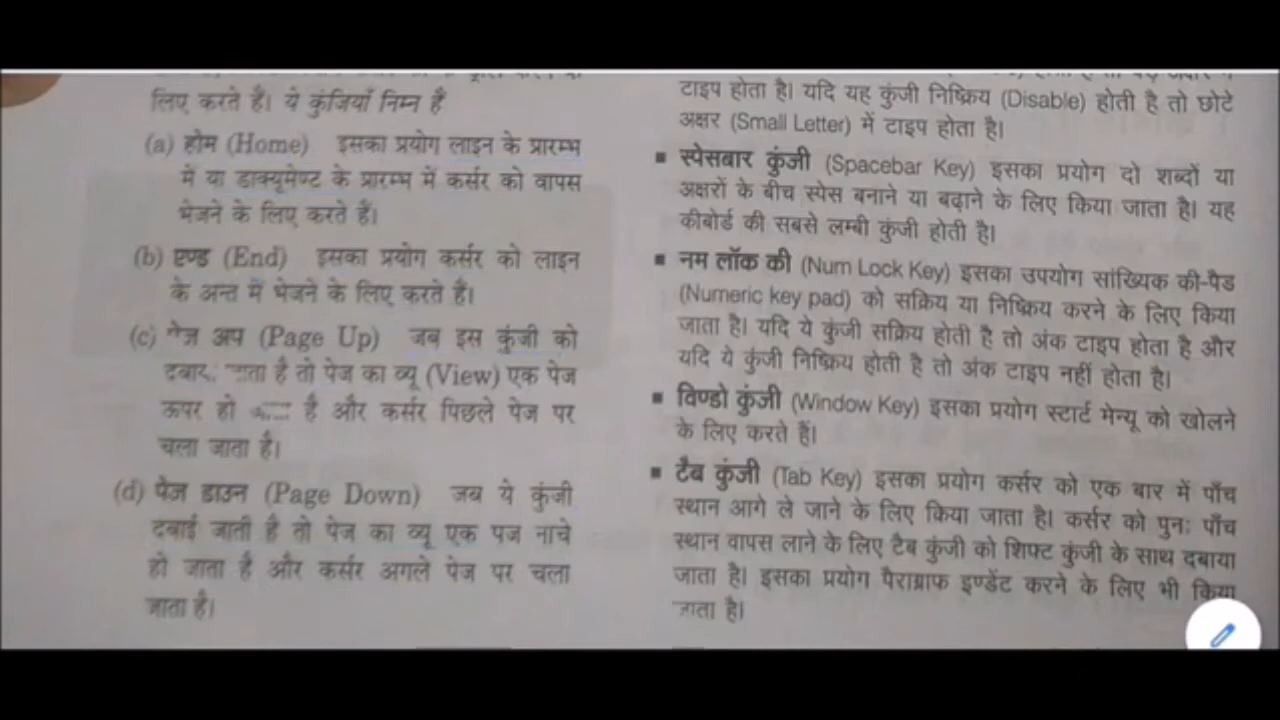 लिए करते है। ये कुंजियाँ निम्न है
(a) होम (Home) इसका प्रयोग लाइन के प्रारम्भ
में या डाक्यूमेण्ट के प्रारम्भ में कर्सर को वापस
भेजने के लिए करते हैं।
(b) एण्ड (End) इसका प्रयोग कर्सर को लाइन
के अन्त में भेजने के लिए करते हैं।
(c) पेज अप (Page Up) जब इस कुंजी को
है तो पेज का व्यू (View) एक पेज
ऊपर हो है और कर्सर पिछले पेज पर
चला जाता है।
(d) पेज डाउन (Page Down) जब ये कुंजी
दबाई जाती है तो पेज का व्यू एक पज नाचे
हो जाता है और कर्सर अगले पेज पर चला
जाता है।
टाइप होता है। यदि यह कुंजी निष्क्रिय (Disable) होती है तो छोटे
अक्षर (Small Letter) में टाइप होता है।
▪ स्पेसबार कुंजी (Spacebar Key) इसका प्रयोग दो शब्दों या
अक्षरों के बीच स्पेस बनाने या बढ़ाने के लिए किया जाता है। यह
कीबोर्ड की सबसे लम्बी कुंजी होती है।
▪ नम लॉक की (Num Lock Key) इसका उपयोग सांख्यिक की-पैड
(Numeric key pad) को सक्रिय या निष्क्रिय करने के लिए किया
जाता है। यदि ये कुंजी सक्रिय होती है तो अंक टाइप होता है और
यदि ये कुंजी निष्क्रिय होती है तो अंक टाइप नहीं होता है।
▪ विण्डो कुंजी (Window Key) इसका प्रयोग स्टार्ट मेन्यू को खोलने
के लिए करते हैं।
▪ टैब कुंजी (Tab Key) इसका प्रयोग कर्सर को एक बार में पाँच
स्थान आगे ले जाने के लिए किया जाता है। कर्सर को पुनः पाँच
स्थान वापस लाने के लिए टैब कुंजी को शिफ्ट कुंजी के साथ दबाया
जाता है। इसका प्रयोग पैराग्राफ इण्डेंट करने के लिए भी किया
जाता है।